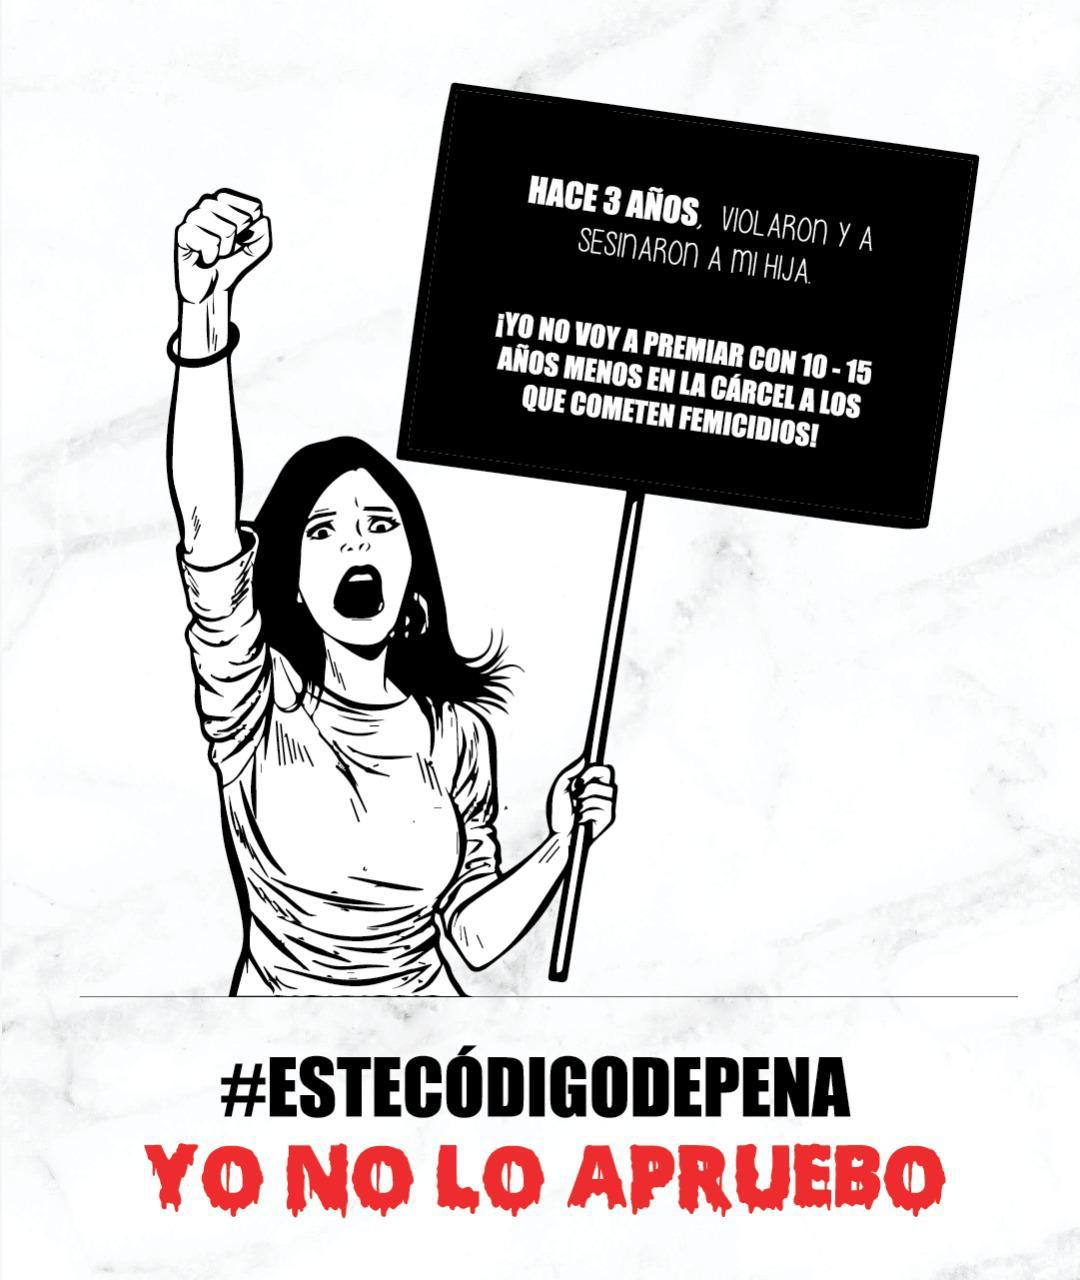 HACE 3 AÑOS, VIOLARON Y A
SESINARON A MI HIJA.
¡YO NO VOY A PREMIAR CON 10 - 15
AÑOS MENOS EN LA CÁRCEL A LOS
QUE COMETEN FEMICIDIOS!
#ESTECÓDIGODEPENA
YO NO LO APRUEBO